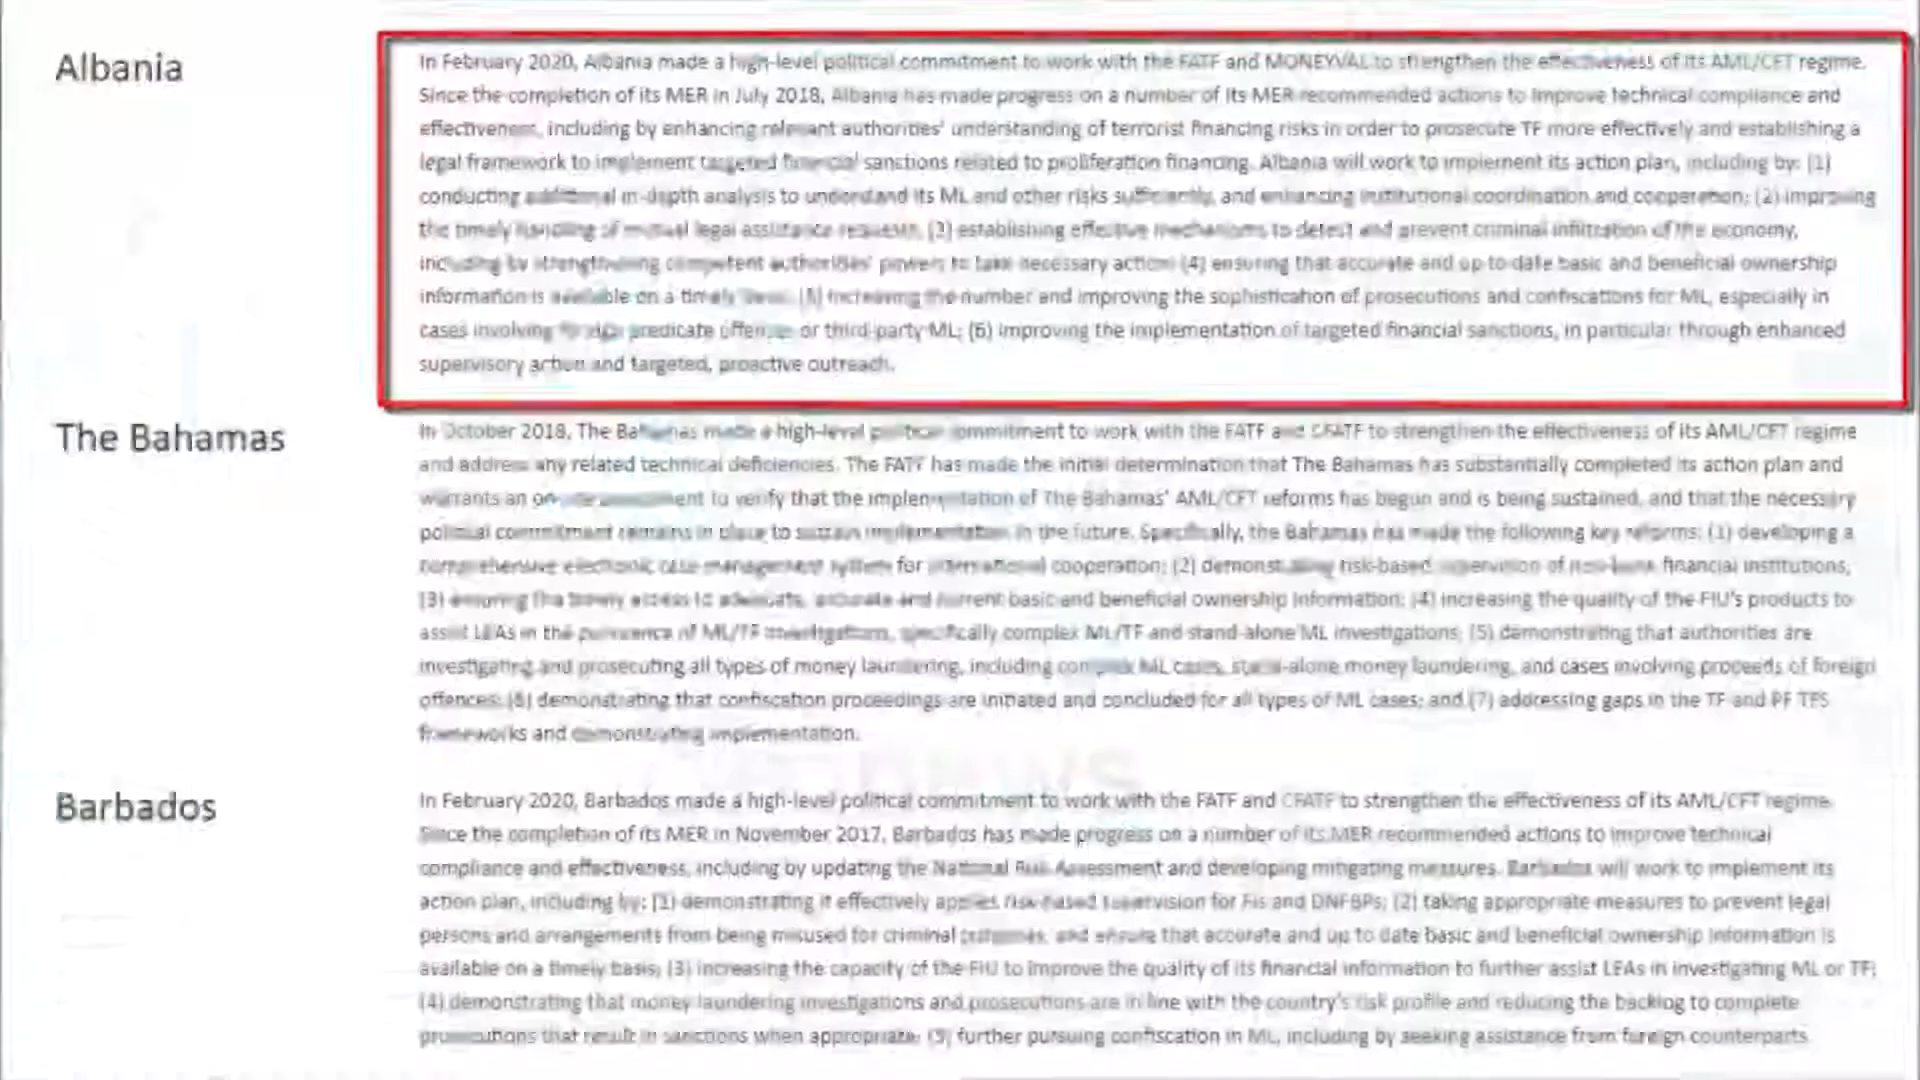 Albania
In February 2020, Albania made a high-level political commitment to work with the FATF and MONEYVAL to strengthen the effectiveness of its AML/CFT regime.
Since the completion of its MER in July 2018, Albania has made progress on a number of its MER recommended actions to improve technical compliance and
effectiveness, including by enhancing relevant authorities' understanding of terrorist financing risks in order to prosecute TF more effectively and establishing a
legal framework to implement targeted financial sanctions related to proliferation financing. Albania will work to implement its action plan, including by: (1)
conducting additional in-depth analysis to understand its ML and other risks sufficiently, and enhancing institutional coordination and cooperation; (2) improving
the timely handling of mutual legal assistance requests; (3) establishing effective mechanisms to detect and prevent criminal infiltration of the economy,
including by strengthening competent authorities' powers to take necessary action; (4) ensuring that accurate and up to date basic and beneficial ownership
information is available on a timely basis; (5) increasing the number and improving the sophistication of prosecutions and confiscations for ML, especially in
cases involving foreign predicate offences or third-party ML; (6) improving the implementation of targeted financial sanctions, in particular through enhanced
supervisory action and targeted, proactive outreach.
The Bahamas
In October 2018, The Bahamas made a high-level political commitment to work with the FATF and CFATF to strengthen the effectiveness of its AML/CFT regime
and address any related technical deficiencies. The FATF has made the initial determination that The Bahamas has substantially completed its action plan and
warrants an on-site assessment to verify that the implementation of The Bahamas' AML/CFT reforms has begun and is being sustained, and that the necessary
political commitment remains in place to sustain implementation in the future. Specifically, the Bahamas has made the following key reforms: (1) developing a
comprehensive electronic case management system for international cooperation; (2) demonstrating risk-based supervision of non-bank financial institutions;
(3) ensuring the timely access to adequate, accurate and current basic and beneficial ownership information; (4) increasing the quality of the FIU's products to
assist LEAs in the pursuance of ML/TF investigations, specifically complex ML/TF and stand-alone ML investigations; (5) demonstrating that authorities are
investigating and prosecuting all types of money laundering, including complex ML cases, stand-alone money laundering, and cases involving proceeds of foreign
offences; (6) demonstrating that confiscation proceedings are initiated and concluded for all types of ML cases; and (7) addressing gaps in the TF and PF TFS
frameworks and demonstrating implementation.
news
Barbados
In February 2020, Barbados made a high-level political commitment to work with the FATF and CFATF to strengthen the effectiveness of its AML/CFT regime.
Since the completion of its MER in November 2017, Barbados has made progress on a number of its MER recommended actions to improve technical
compliance and effectiveness, including by updating the National Risk Assessment and developing mitigating measures. Barbados will work to implement its
action plan, including by: (1) demonstrating it effectively applies risk-based supervision for FIs and DNFBPs; (2) taking appropriate measures to prevent legal
persons and arrangements from being misused for criminal purposes, and ensure that accurate and up to date basic and beneficial ownership information is
available on a timely basis; (3) increasing the capacity of the FIU to improve the quality of its financial information to further assist LEAs in investigating ML or TF;
(4) demonstrating that money laundering investigations and prosecutions are in line with the country's risk profile and reducing the backlog to complete
prosecutions that result in sanctions when appropriate; (5) further pursuing confiscation in ML, including by seeking assistance from foreign counterparts.